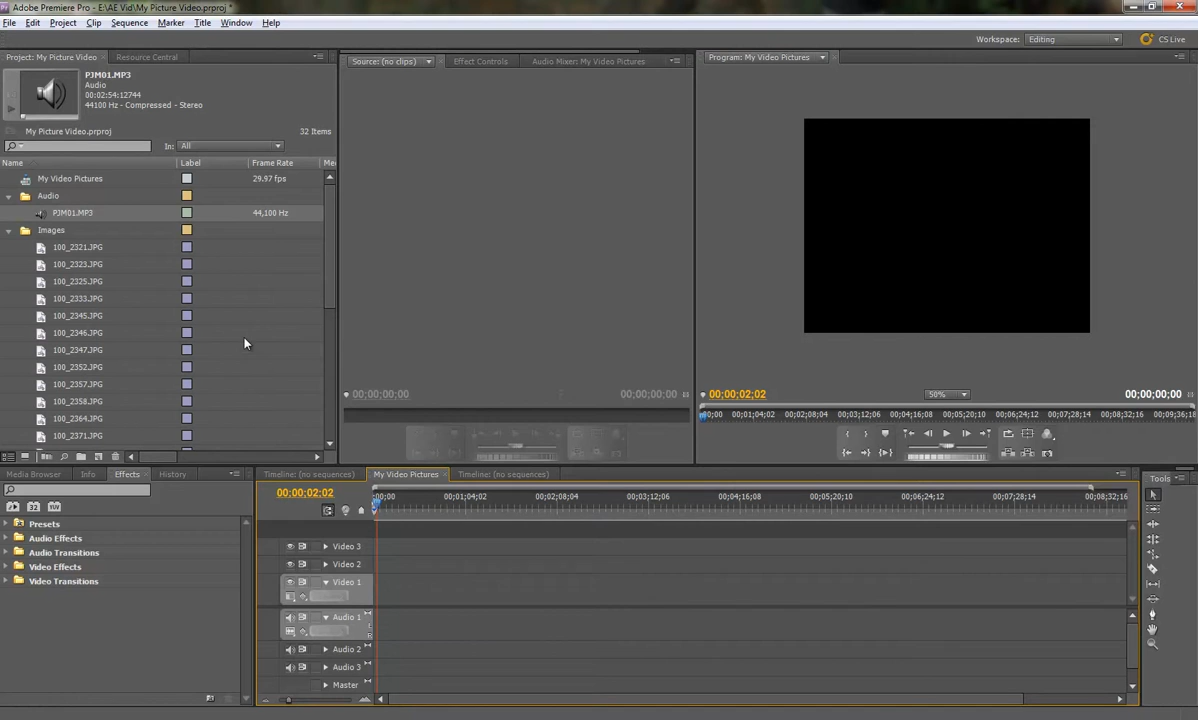 Adobe Premiere Pro - E:\AE Vid\My Picture Video.prproj *
File Edit Project Clip Sequence Marker Title Window Help
Workspace: Editing CS Live
Project: My Picture Video Resource Central
Source: (no clips) Effect Controls Audio Mixer: My Video Pictures
Program: My Video Pictures
PJM01.MP3
Audio
00:02:54:12744
44100 Hz - Compressed - Stereo
My Picture Video.prproj 32 Items
In: All
Name Label Frame Rate Me
My Video Pictures 29.97 fps
Audio
PJM01.MP3 44,100 Hz
Images
100_2321.JPG
100_2323.JPG
100_2325.JPG
100_2333.JPG
100_2345.JPG
100_2346.JPG
100_2347.JPG
100_2352.JPG
100_2357.JPG
100_2358.JPG
100_2364.JPG
100_2371.JPG
00;00;00;00 00;00;00;00
00;00;02;02 50% 00;00;00;00
;00;00 00;01;04;02 00;02;08;04 00;03;12;06 00;04;16;08 00;05;20;10 00;06;24;12 00;07;28;14 00;08;32;16 00;09;36;18
Media Browser Info Effects History
Presets
Audio Effects
Audio Transitions
Video Effects
Video Transitions
Timeline: (no sequences) My Video Pictures Timeline: (no sequences)
00;00;02;02
;00;00 00;01;04;02 00;02;08;04 00;03;12;06 00;04;16;08 00;05;20;10 00;06;24;12 00;07;28;14 00;08;32;16
Video 3
Video 2
Video 1
Audio 1
L
R
Audio 2
Audio 3
Master
Tools